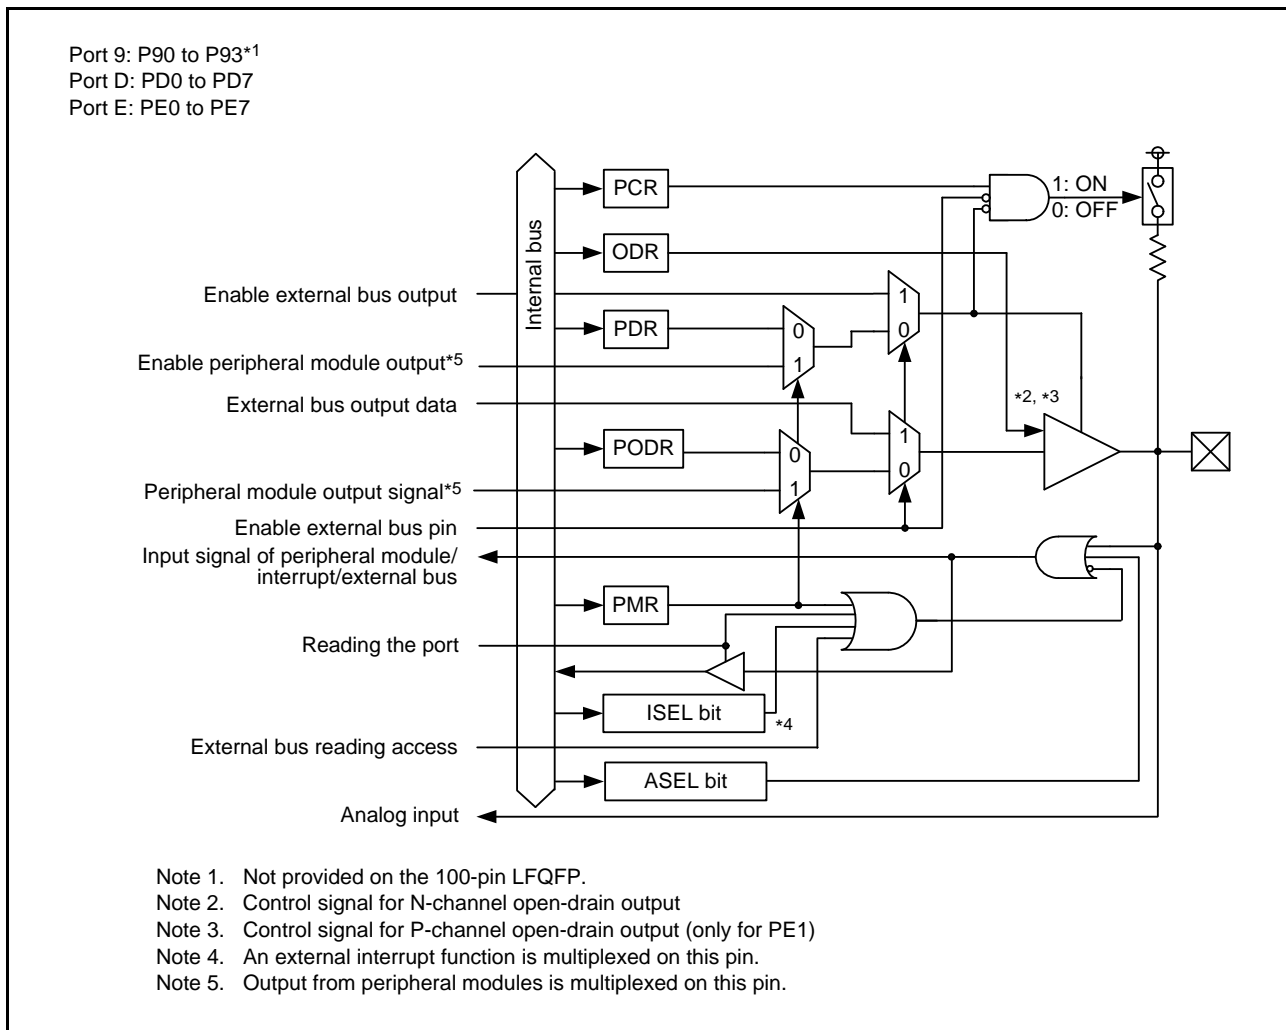 Port 9: P90 to P93*1
Port D: PD0 to PD7
Port E: PE0 to PE7
Internal bus
PCR
1: ON
0: OFF
ODR
Enable external bus output
1
0
PDR
0
1
Enable peripheral module output*5
External bus output data
*2, *3
PODR
0
1
1
0
Peripheral module output signal*5
Enable external bus pin
Input signal of peripheral module/
interrupt/external bus
PMR
Reading the port
ISEL bit
*4
External bus reading access
ASEL bit
Analog input
Note 1. Not provided on the 100-pin LFQFP.
Note 2. Control signal for N-channel open-drain output
Note 3. Control signal for P-channel open-drain output (only for PE1)
Note 4. An external interrupt function is multiplexed on this pin.
Note 5. Output from peripheral modules is multiplexed on this pin.